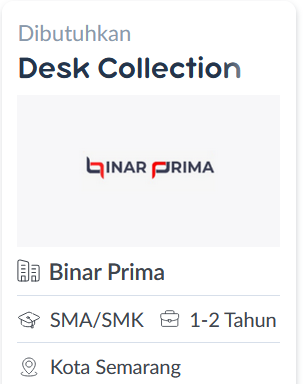 Dibutuhkan
Desk Collection
BINAR PRIMA
Binar Prima
SMA/SMK 1-2 Tahun
Kota Semarang